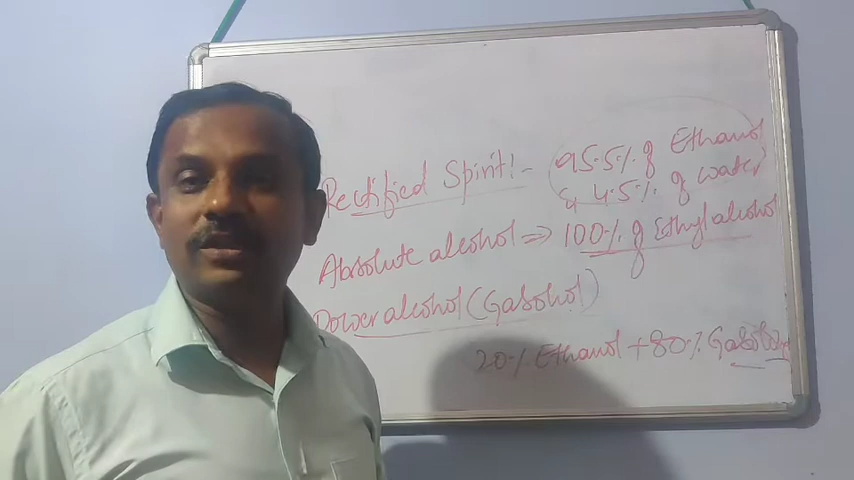 Rectified Spirit:- 95.5% of Ethanol
& 4.5% of water
Absolute alcohol ⇒ 100% of Ethyl alcohol
Power alcohol (Gasohol)
20% Ethanol + 80%